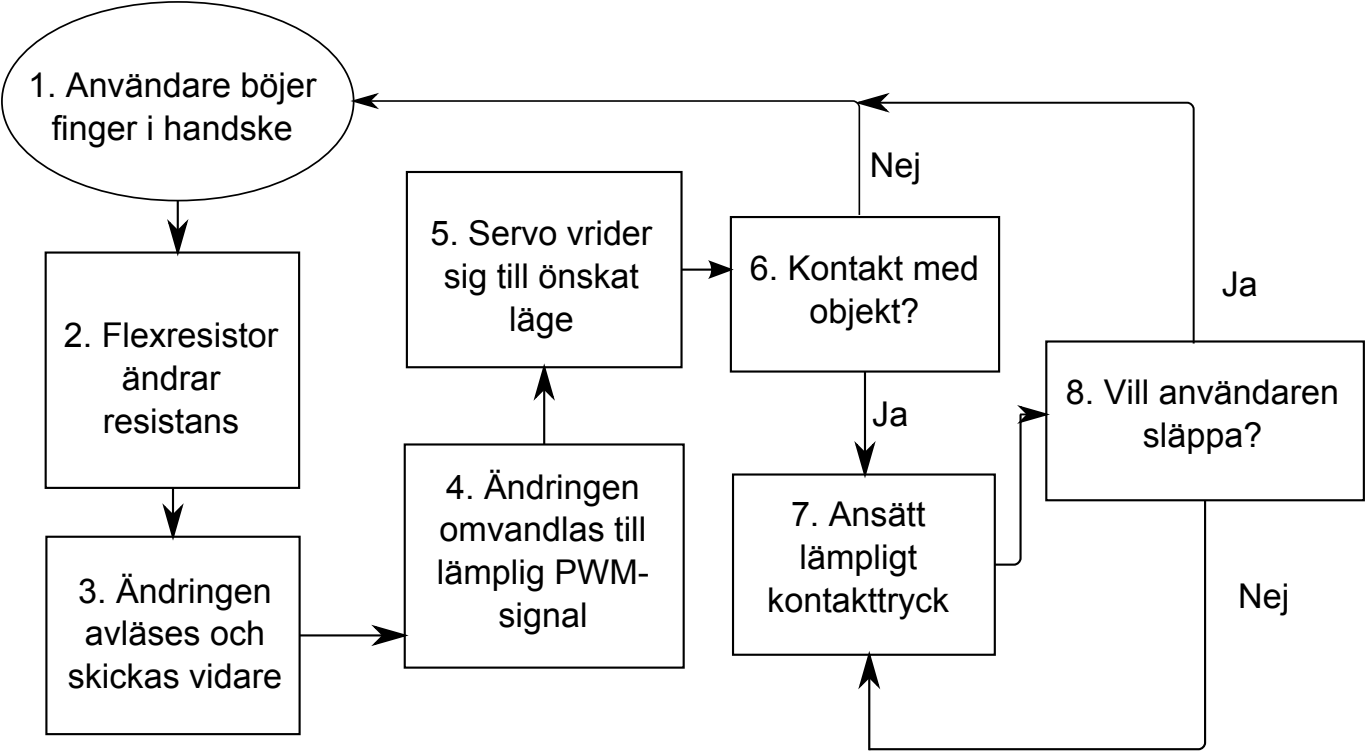 1. Användare böjer
finger i handske
2. Flexresistor
ändrar
resistans
3. Ändringen
avläses och
skickas vidare
4. Ändringen
omvandlas till
lämplig PWM-
signal
5. Servo vrider
sig till önskat
läge
6. Kontakt med
objekt?
Nej
Ja
7. Ansätt
lämpligt
kontakttryck
8. Vill användaren
släppa?
Ja
Nej